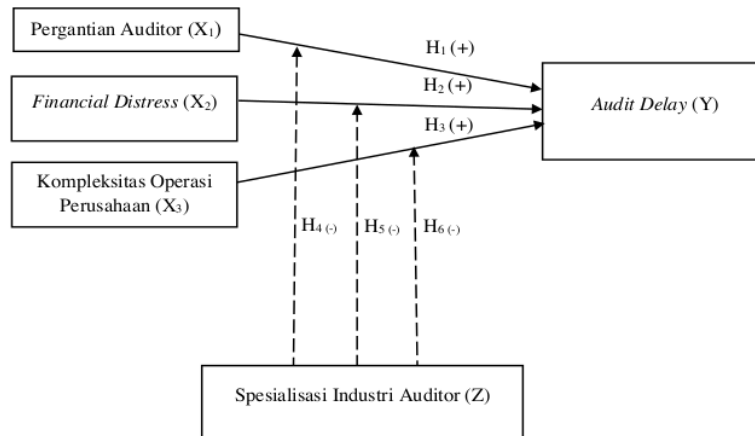 Pergantian Auditor (X₁)
H₁ (+)
Financial Distress (X₂)
H₂ (+)
Audit Delay (Y)
H₃ (+)
Kompleksitas Operasi
Perusahaan (X₃)
H₄ (-)
H₅ (-)
H₆ (-)
Spesialisasi Industri Auditor (Z)